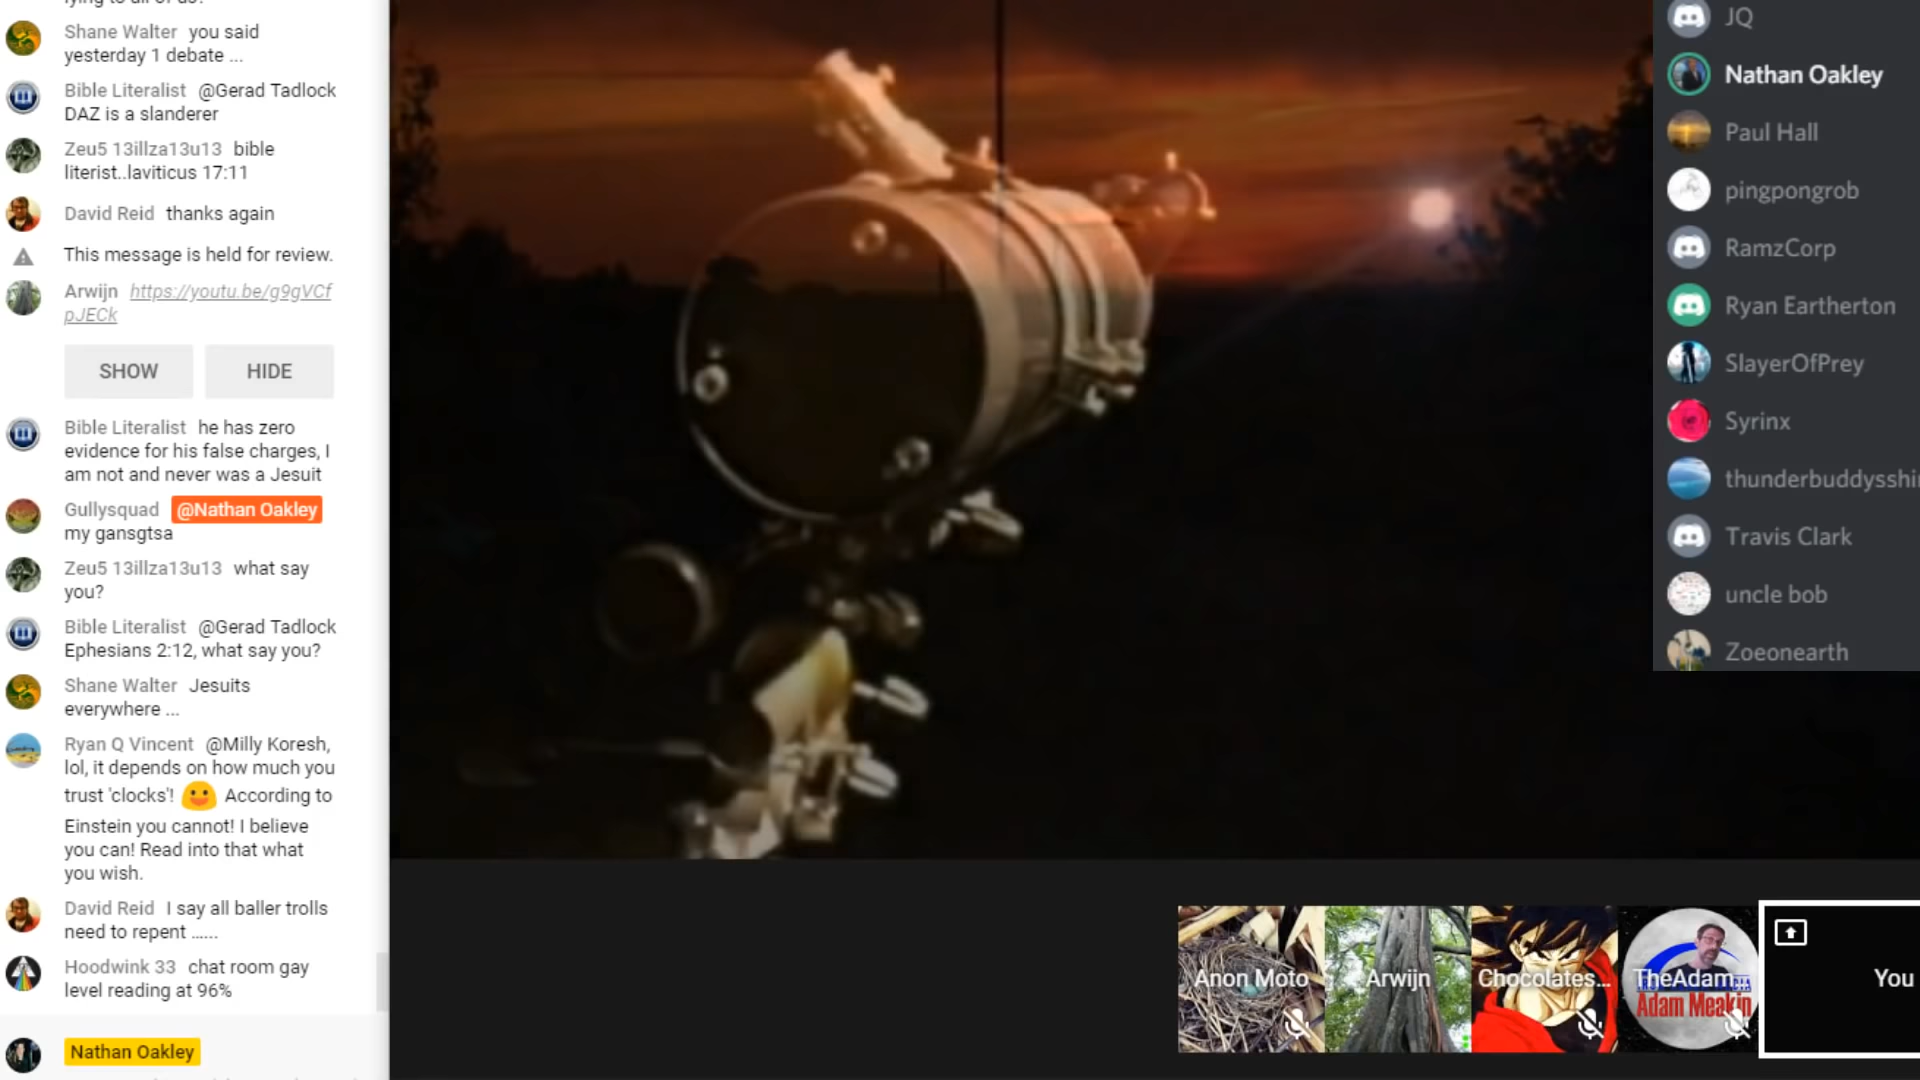 Shane Walter you said
yesterday 1 debate ...
Bible Literalist @Gerad Tadlock
DAZ is a slanderer
Zeu5 13illza13u13 bible
literist..laviticus 17:11
David Reid thanks again
This message is held for review.
Arwijn https://youtu.be/g9gVCf
pJECk
SHOW HIDE
Bible Literalist he has zero
evidence for his false charges, I
am not and never was a Jesuit
Gullysquad @Nathan Oakley
my gansgtsa
Zeu5 13illza13u13 what say
you?
Bible Literalist @Gerad Tadlock
Ephesians 2:12, what say you?
Shane Walter Jesuits
everywhere ...
Ryan Q Vincent @Milly Koresh,
lol, it depends on how much you
trust 'clocks'! According to
Einstein you cannot! I believe
you can! Read into that what
you wish.
David Reid I say all baller trolls
need to repent ......
Hoodwink 33 chat room gay
level reading at 96%
Nathan Oakley
JQ
Nathan Oakley
Paul Hall
pingpongrob
RamzCorp
Ryan Eartherton
SlayerOfPrey
Syrinx
thunderbuddysshi
Travis Clark
uncle bob
Zoeonearth
Anon Moto
Arwijn
Chocolates...
TheAdam...
Adam Meakin
You